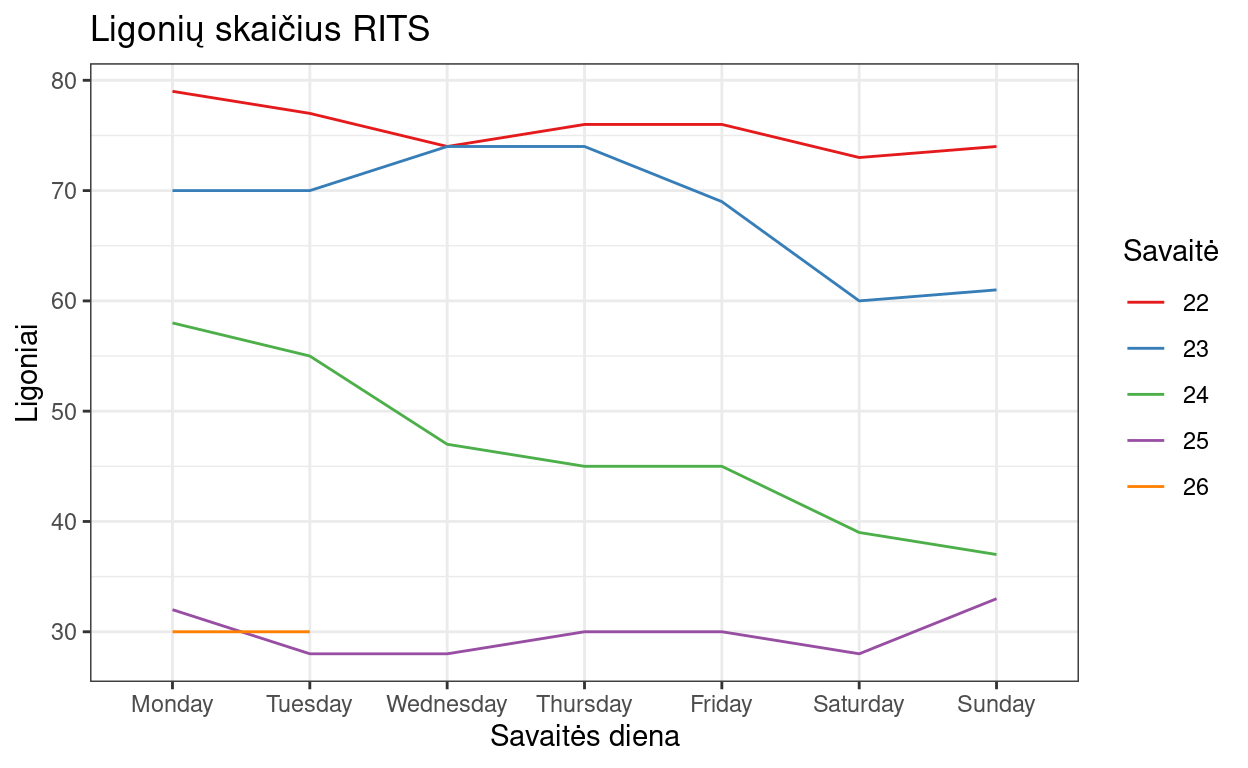 Ligonių skaičius RITS
80
70
60
50
40
30
Ligoniai
Monday Tuesday Wednesday Thursday Friday Saturday Sunday
Savaitės diena
Savaitė
22
23
24
25
26